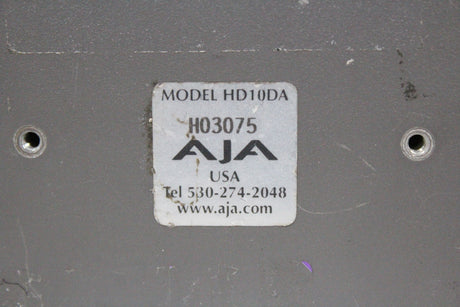 MODEL HD10DA
H03075
AJA
USA
Tel 530-274-2048
www.aja.com